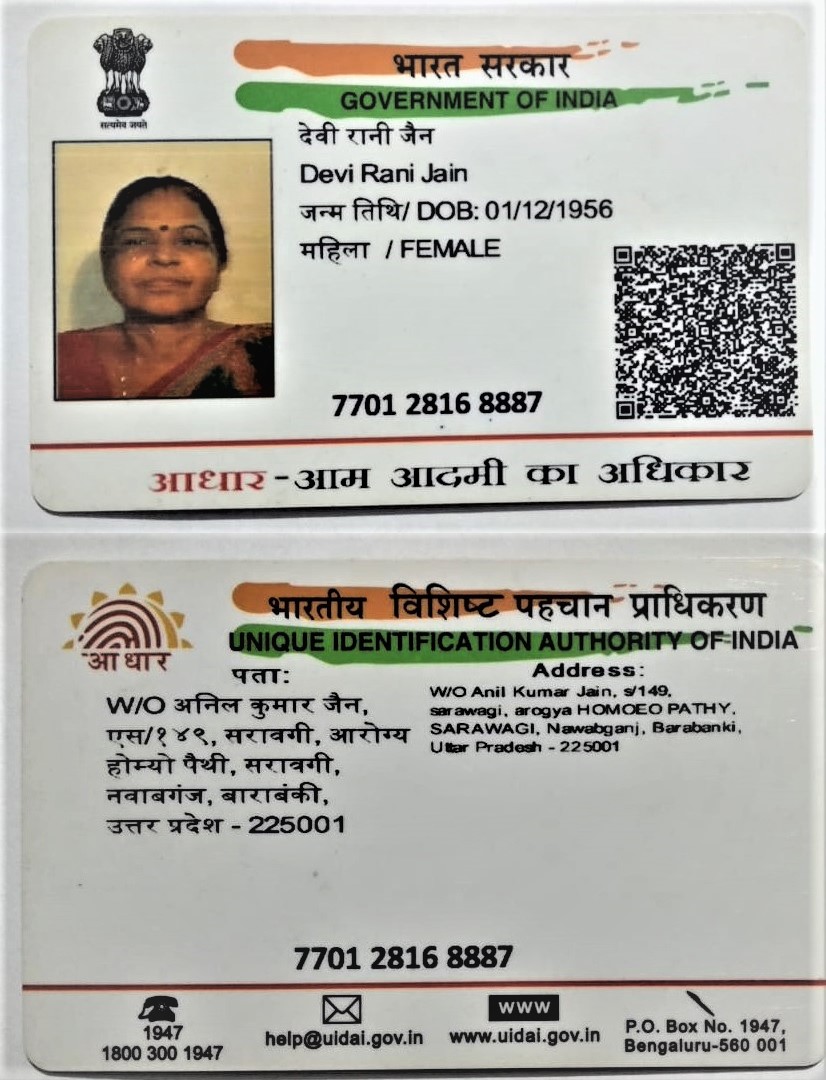 सत्यमेव जयते
भारत सरकार
GOVERNMENT OF INDIA
देवी रानी जैन
Devi Rani Jain
जन्म तिथि/ DOB: 01/12/1956
महिला / FEMALE
7701 2816 8887
आधार -आम आदमी का अधिकार
भारतीय विशिष्ट पहचान प्राधिकरण
UNIQUE IDENTIFICATION AUTHORITY OF INDIA
आधार
पता:
W/O अनिल कुमार जैन,
एस/१४९, सरावगी, आरोग्य
होम्यो पैथी, सरावगी,
नवाबगंज, बाराबंकी,
उत्तर प्रदेश - 225001
Address:
W/O Anil Kumar Jain, s/149,
sarawagi, arogya HOMOEO PATHY,
SARAWAGI, Nawabganj, Barabanki,
Uttar Pradesh - 225001
7701 2816 8887
1947
1800 300 1947
help@uidai.gov.in
www
www.uidai.gov.in
P.O. Box No. 1947,
Bengaluru-560 001